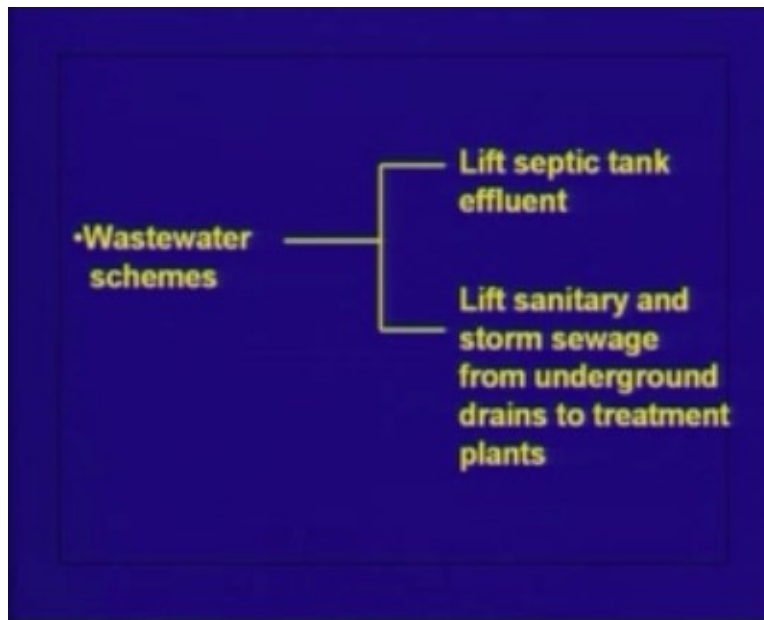 •Wastewater
schemes
Lift septic tank
effluent
Lift sanitary and
storm sewage
from underground
drains to treatment
plants